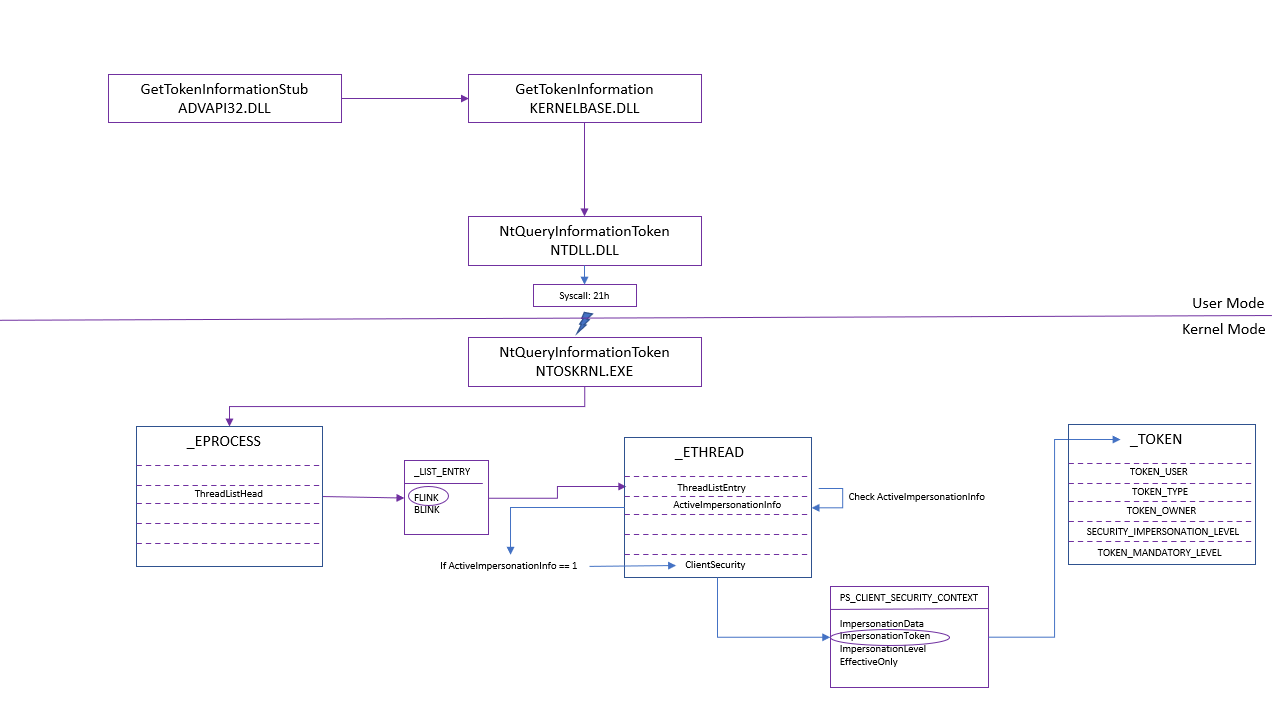 GetTokenInformationStub
ADVAPI32.DLL
GetTokenInformation
KERNELBASE.DLL
NtQueryInformationToken
NTDLL.DLL
Syscall: 21h
User Mode
Kernel Mode
NtQueryInformationToken
NTOSKRNL.EXE
_EPROCESS
ThreadListHead
_LIST_ENTRY
FLINK
BLINK
_ETHREAD
ThreadListEntry
ActiveImpersonationInfo
Check ActiveImpersonationInfo
If ActiveImpersonationInfo == 1
ClientSecurity
PS_CLIENT_SECURITY_CONTEXT
ImpersonationData
ImpersonationToken
ImpersonationLevel
EffectiveOnly
_TOKEN
TOKEN_USER
TOKEN_TYPE
TOKEN_OWNER
SECURITY_IMPERSONATION_LEVEL
TOKEN_MANDATORY_LEVEL